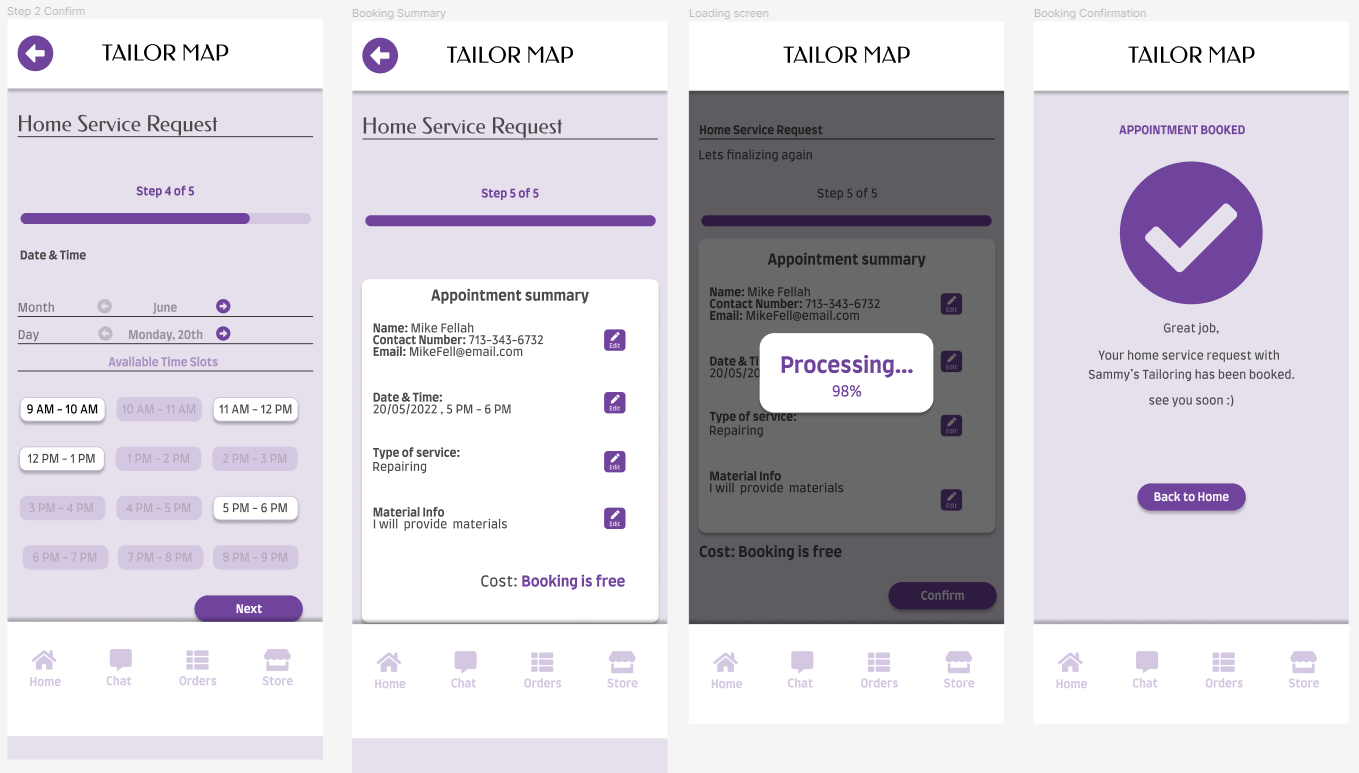 Step 2 Confirm
TAILOR MAP
Home Service Request
Step 4 of 5
Date & Time
Month June
Day Monday, 20th
Available Time Slots
9 AM - 10 AM 10 AM - 11 AM 11 AM - 12 PM
12 PM - 1 PM 1 PM - 2 PM 2 PM - 3 PM
3 PM - 4 PM 4 PM - 5 PM 5 PM - 6 PM
6 PM - 7 PM 7 PM - 8 PM 8 PM - 9 PM
Next
Home Chat Orders Store
Booking Summary
TAILOR MAP
Home Service Request
Step 5 of 5
Appointment summary
Name: Mike Fellah
Contact Number: 713-343-6732
Email: MikeFell@email.com
Edit
Date & Time:
20/05/2022 , 5 PM - 6 PM
Edit
Type of service:
Repairing
Edit
Material Info
I will provide materials
Edit
Cost: Booking is free
Home Chat Orders Store
Loading screen
TAILOR MAP
Home Service Request
Lets finalizing again
Step 5 of 5
Appointment summary
Name: Mike Fellah
Contact Number: 713-343-6732
Email: MikeFell@email.com
Edit
Date & Ti
20/05/20
Edit
Processing...
98%
Type of service:
Repairing
Edit
Material Info
I will provide materials
Edit
Cost: Booking is free
Confirm
Home Chat Orders Store
Booking Confirmation
TAILOR MAP
APPOINTMENT BOOKED
Great job,
Your home service request with
Sammy's Tailoring has been booked.
see you soon :)
Back to Home
Home Chat Orders Store